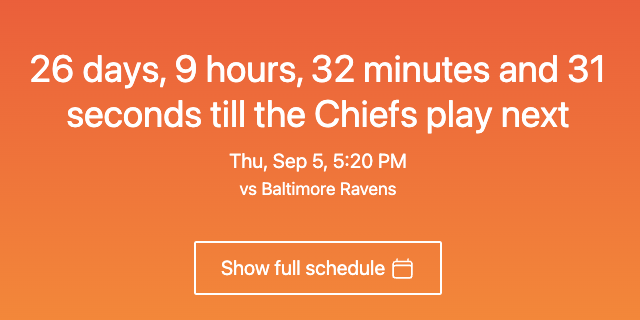 26 days, 9 hours, 32 minutes and 31
seconds till the Chiefs play next
Thu, Sep 5, 5:20 PM
vs Baltimore Ravens
Show full schedule